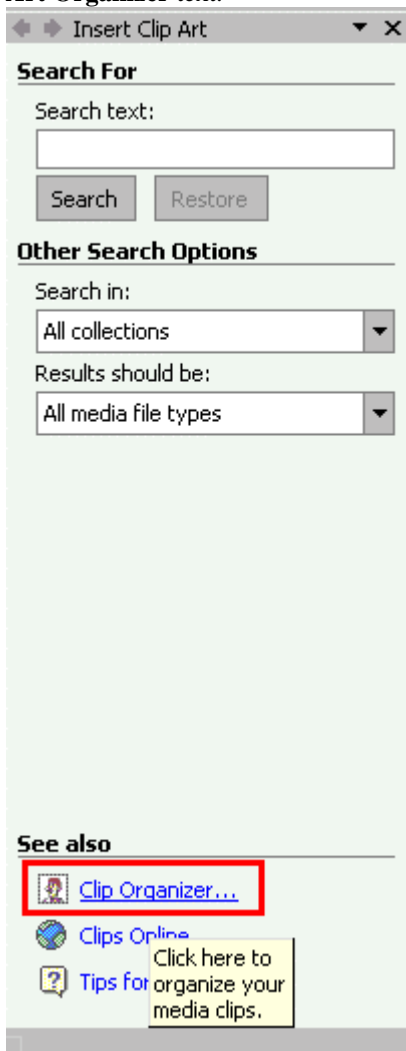 Insert Clip Art
Search For
Search text:
Search Restore
Other Search Options
Search in:
All collections
Results should be:
All media file types
See also
Clip Organizer...
Clips Online
Tips for
Click here to
organize your
media clips.